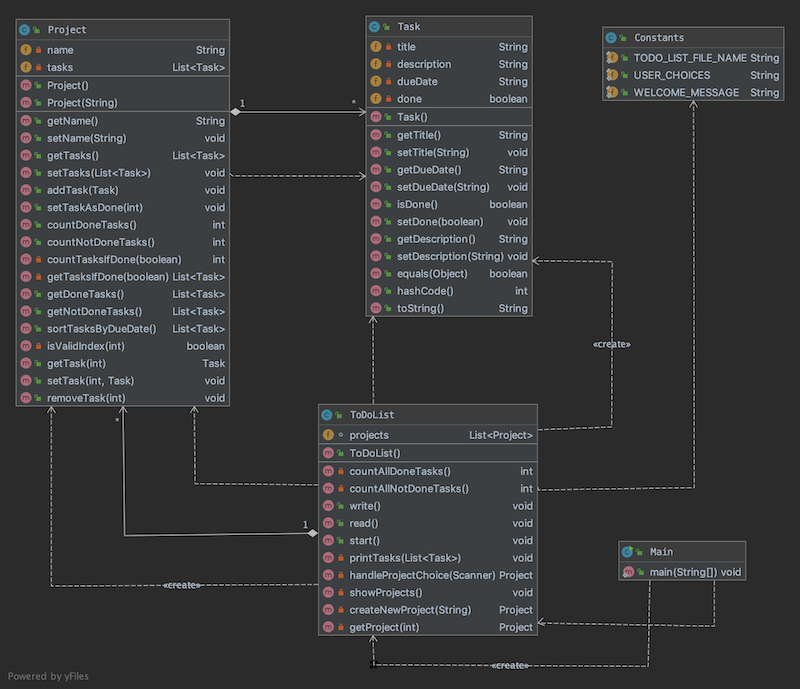 Project
name String
tasks List<Task>
Project()
Project(String)
getName() String
setName(String) void
getTasks() List<Task>
setTasks(List<Task>) void
addTask(Task) void
setTaskAsDone(int) void
countDoneTasks() int
countNotDoneTasks() int
countTasksIfDone(boolean) int
getTasksIfDone(boolean) List<Task>
getDoneTasks() List<Task>
getNotDoneTasks() List<Task>
sortTasksByDueDate() List<Task>
isValidIndex(int) boolean
getTask(int) Task
setTask(int, Task) void
removeTask(int) void
1
*
Task
title String
description String
dueDate String
done boolean
Task()
getTitle() String
setTitle(String) void
getDueDate() String
setDueDate(String) void
isDone() boolean
setDone(boolean) void
getDescription() String
setDescription(String) void
equals(Object) boolean
hashCode() int
toString() String
Constants
TODO_LIST_FILE_NAME String
USER_CHOICES String
WELCOME_MESSAGE String
«create»
*
1
«create»
ToDoList
projects List<Project>
ToDoList()
countAllDoneTasks() int
countAllNotDoneTasks() int
write() void
read() void
start() void
printTasks(List<Task>) void
handleProjectChoice(Scanner) Project
showProjects() void
createNewProject(String) Project
getProject(int) Project
Main
main(String[]) void
«create»
Powered by yFiles